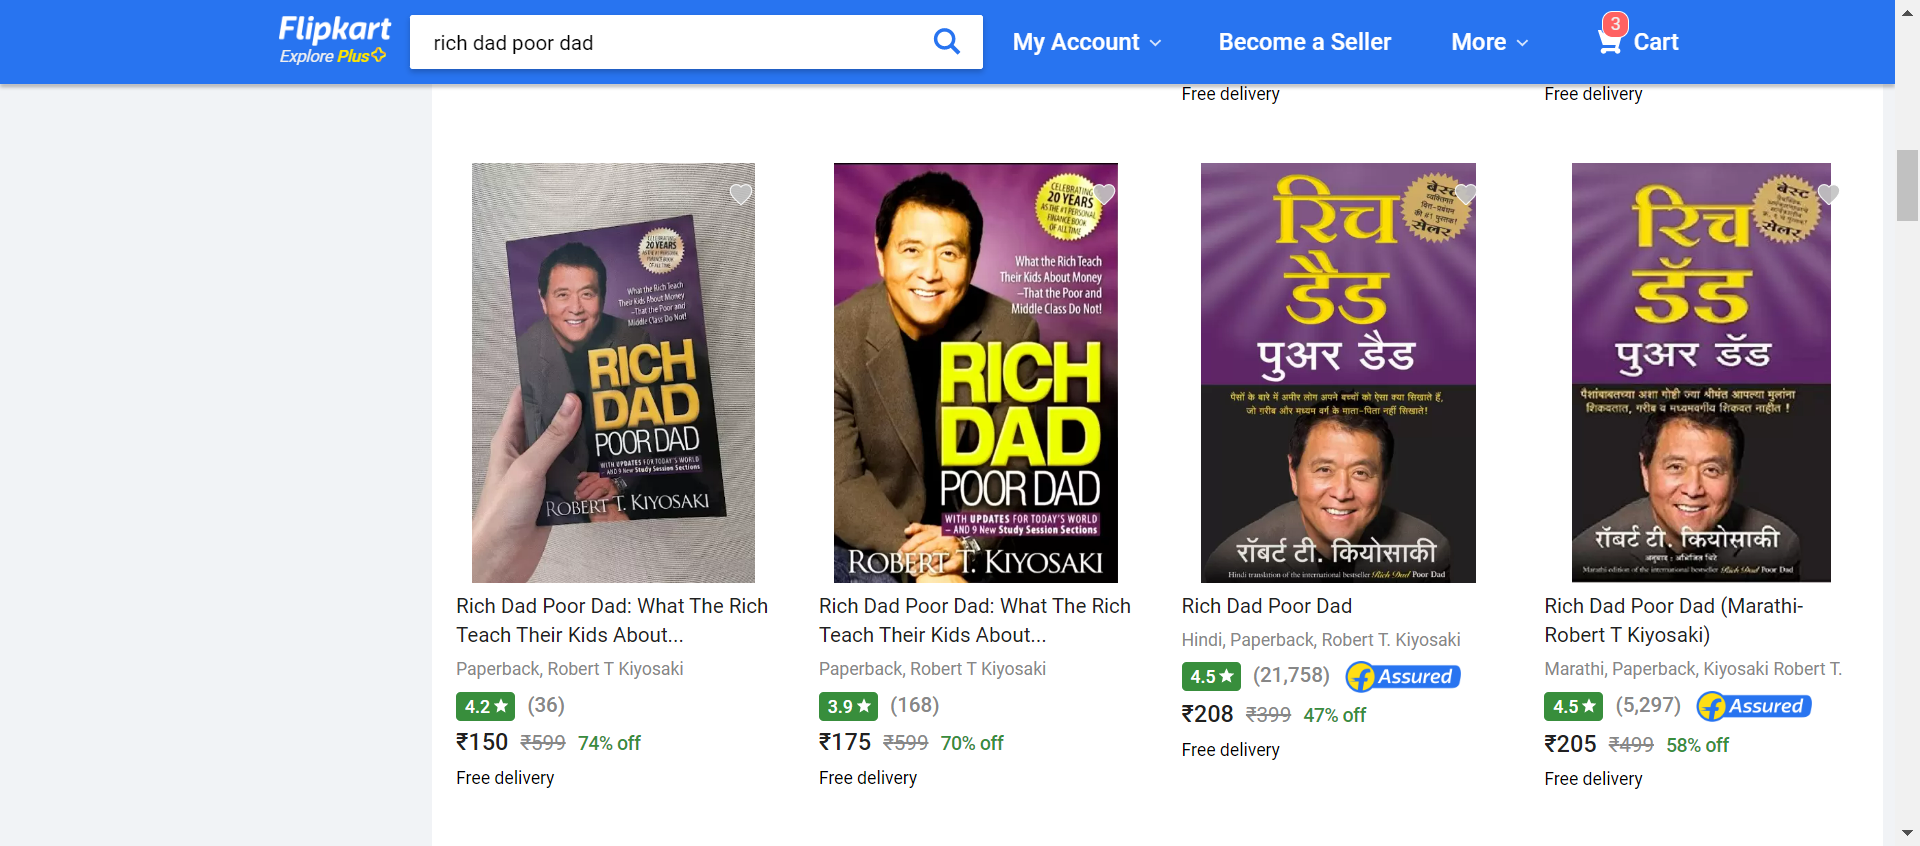 Flipkart
Explore Plus
rich dad poor dad
My Account
Become a Seller
More
3
Cart
Free delivery
Free delivery
CELEBRATING
20 YEARS
AS THE #1 PERSONAL
FINANCE BOOK
OF ALL TIME
What the Rich Teach
Their Kids About Money
–That the Poor and
Middle Class Do Not!
RICH
DAD
POOR DAD
WITH UPDATES FOR TODAY'S WORLD
– AND 9 New Study Session Sections
ROBERT T. KIYOSAKI
Rich Dad Poor Dad: What The Rich
Teach Their Kids About...
Paperback, Robert T Kiyosaki
4.2★ (36)
₹150 ₹599 74% off
Free delivery
CELEBRATING
20 YEARS
AS THE #1 PERSONAL
FINANCE BOOK
OF ALL TIME
What the Rich Teach
Their Kids About Money
–That the Poor and
Middle Class Do Not!
RICH
DAD
POOR DAD
WITH UPDATES FOR TODAY'S WORLD
– AND 9 New Study Session Sections
ROBERT T. KIYOSAKI
Rich Dad Poor Dad: What The Rich
Teach Their Kids About...
Paperback, Robert T Kiyosaki
3.9★ (168)
₹175 ₹599 70% off
Free delivery
बेस्ट
सेलर
रिच
डैड
पुअर डैड
पैसों के बारे में अमीर लोग अपने बच्चों को ऐसा क्या सिखाते हैं,
जो ग़रीब और मध्यम वर्ग के माता-पिता नहीं सिखाते!
रॉबर्ट टी. कियोसाकी
Hindi translation of the international bestseller Rich Dad Poor Dad
Rich Dad Poor Dad
Hindi, Paperback, Robert T. Kiyosaki
4.5★ (21,758) Assured
₹208 ₹399 47% off
Free delivery
बेस्ट
सेलर
रिच
डॅड
पुअर डॅड
पैशांबाबतच्या अशा गोष्टी ज्या श्रीमंत आपल्या मुलांना
शिकवतात, गरीब व मध्यमवर्गीय शिकवत नाहीत !
रॉबर्ट टी. कियोसाकी
अनुवाद : अभिजित थिटे
Marathi edition of the international bestseller Rich Dad Poor Dad
Rich Dad Poor Dad (Marathi-
Robert T Kiyosaki)
Marathi, Paperback, Kiyosaki Robert T.
4.5★ (5,297) Assured
₹205 ₹499 58% off
Free delivery